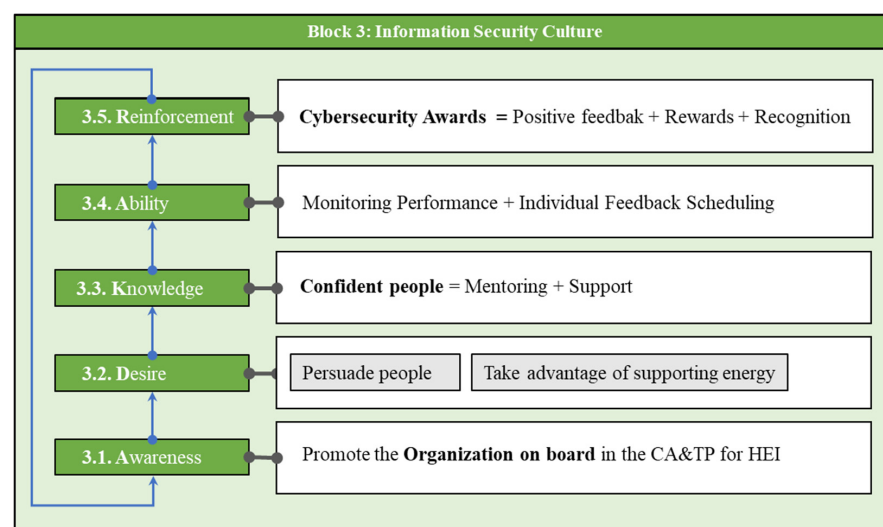 Block 3: Information Security Culture
3.5. Reinforcement
Cybersecurity Awards = Positive feedbak + Rewards + Recognition
3.4. Ability
Monitoring Performance + Individual Feedback Scheduling
3.3. Knowledge
Confident people = Mentoring + Support
3.2. Desire
Persuade people
Take advantage of supporting energy
3.1. Awareness
Promote the Organization on board in the CA&TP for HEI